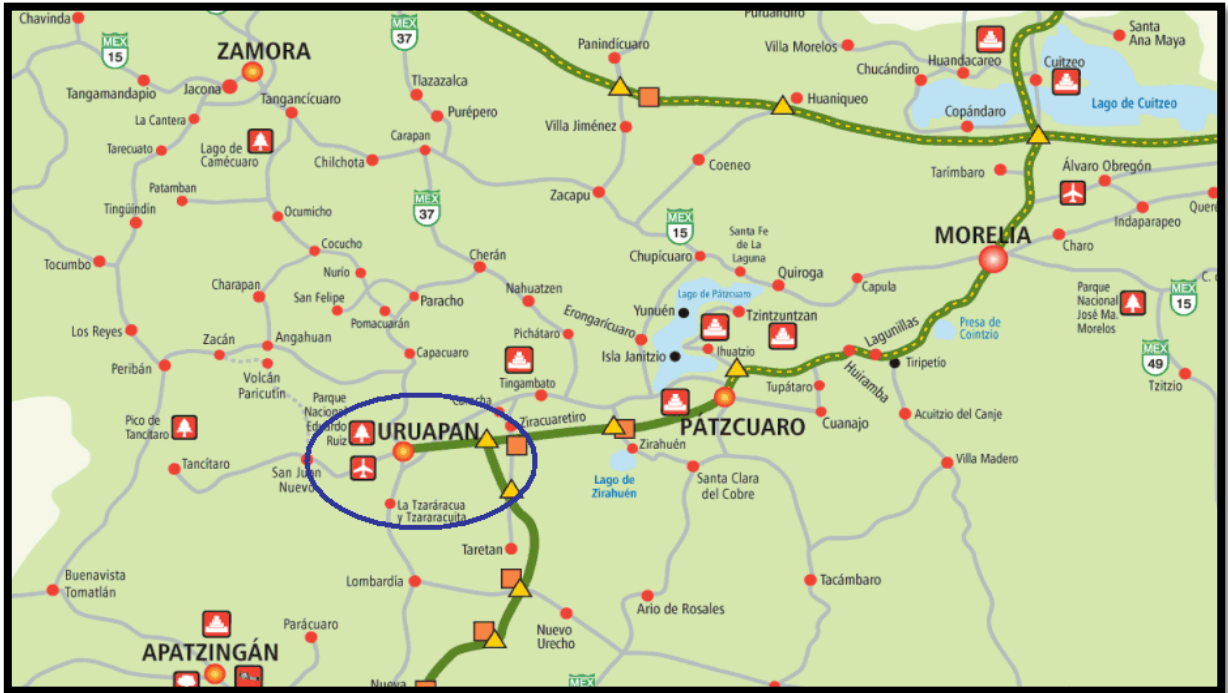 Chavinda
MEX
15
ZAMORA
Tangamandapio
Jacona
La Cantera
Tangancícuaro
Tarecuato
Lago de
Camécuaro
Chilchota
Patamban
Tingüindín
Ocumicho
Tocumbo
Cocucho
Nurío
Charapan
San Felipe
Paracho
Pomacuarán
Los Reyes
Zacán
Angahuan
Capacuaro
Peribán
Volcán
Paricutín
MEX
37
Tlazazalca
Purépero
Carapan
MEX
37
Cherán
Nahuatzen
Pichátaro
Tingambato
Panindícuaro
Villa Jiménez
Zacapu
Coeneo
Villa Morelos
Huaniqueo
Chucándiro
Huandacareo
Cuitzeo
Santa
Ana Maya
Copándaro
Lago de Cuitzeo
Tarímbaro
Álvaro Obregón
Indaparapeo
Charo
MORELIA
MEX
15
Chupícuaro
Santa Fe
de La
Laguna
Quiroga
Capula
Lago de Pátzcuaro
Yunuén
Erongarícuaro
Tzintzuntzan
Isla Janitzio
Ihuatzio
Lagunillas
Presa de
Cointzio
Huiramba
Tiripetío
Parque
Nacional
José Ma.
Morelos
MEX
15
MEX
49
Tzitzio
Tupátaro
Cuanajo
Acuitzio del Canje
PÁTZCUARO
Villa Madero
Parque
Nacional
Eduardo
Ruiz
URUAPAN
Ziracuaretiro
Pico de
Tancítaro
Tancítaro
San Juan
Nuevo
La Tzaráracua
y Tzararacuita
Zirahuén
Lago de
Zirahuén
Santa Clara
del Cobre
Taretan
Lombardía
Tacámbaro
Ario de Rosales
Nuevo
Urecho
Buenavista
Tomatlán
Parácuaro
APATZINGÁN
Nueva
MEX